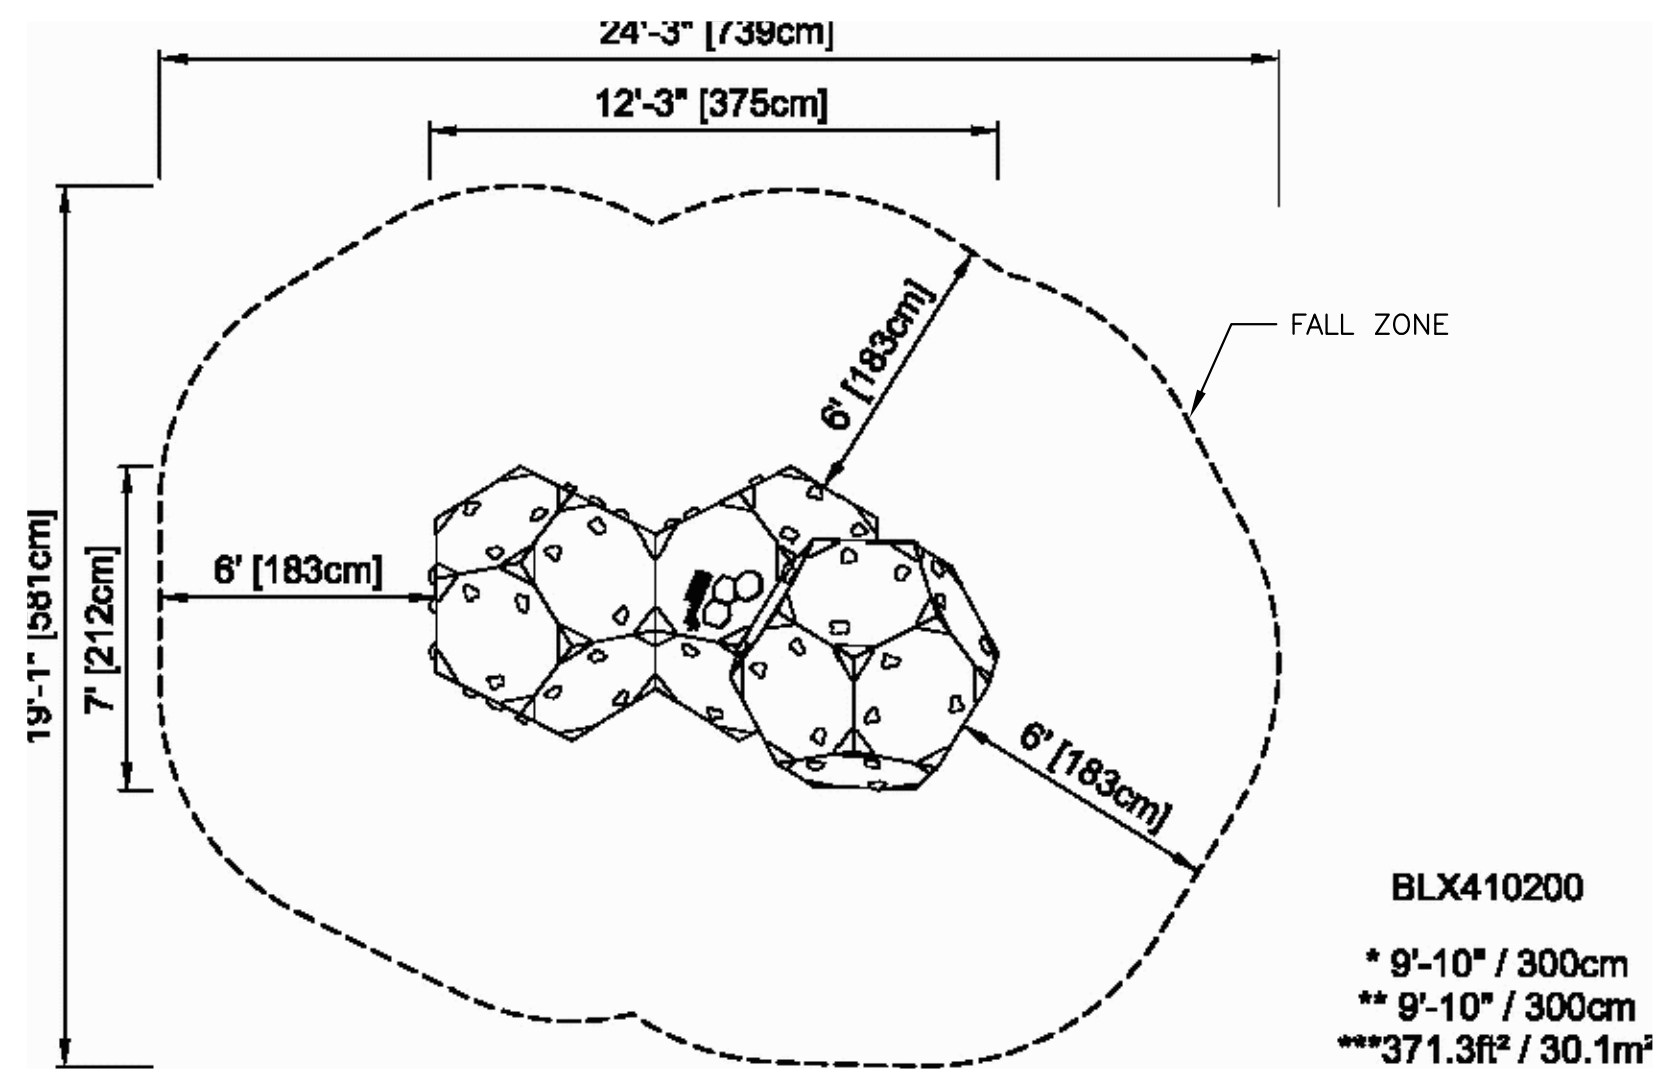 24'-3" [739cm]
12'-3" [375cm]
6' [183cm]
FALL ZONE
19'-1" [581cm]
7' [212cm]
6' [183cm]
6' [183cm]
BLX410200
* 9'-10" / 300cm
** 9'-10" / 300cm
***371.3ft² / 30.1m²